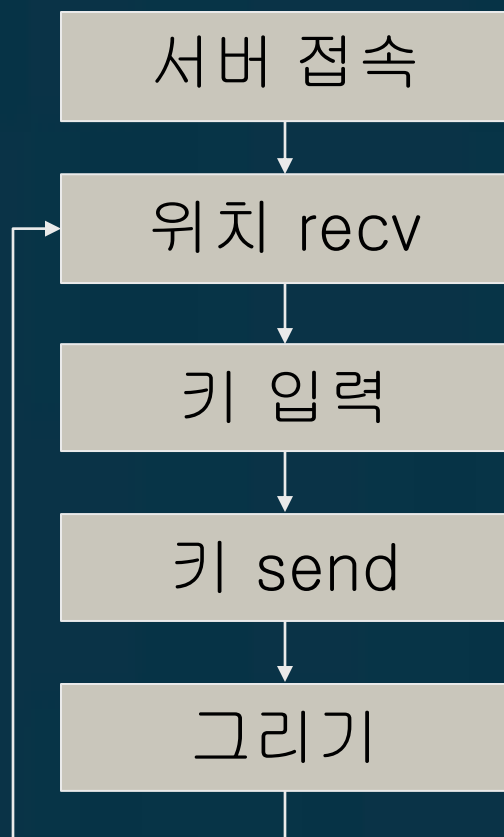 서버 접속
위치 recv
키 입력
키 send
그리기